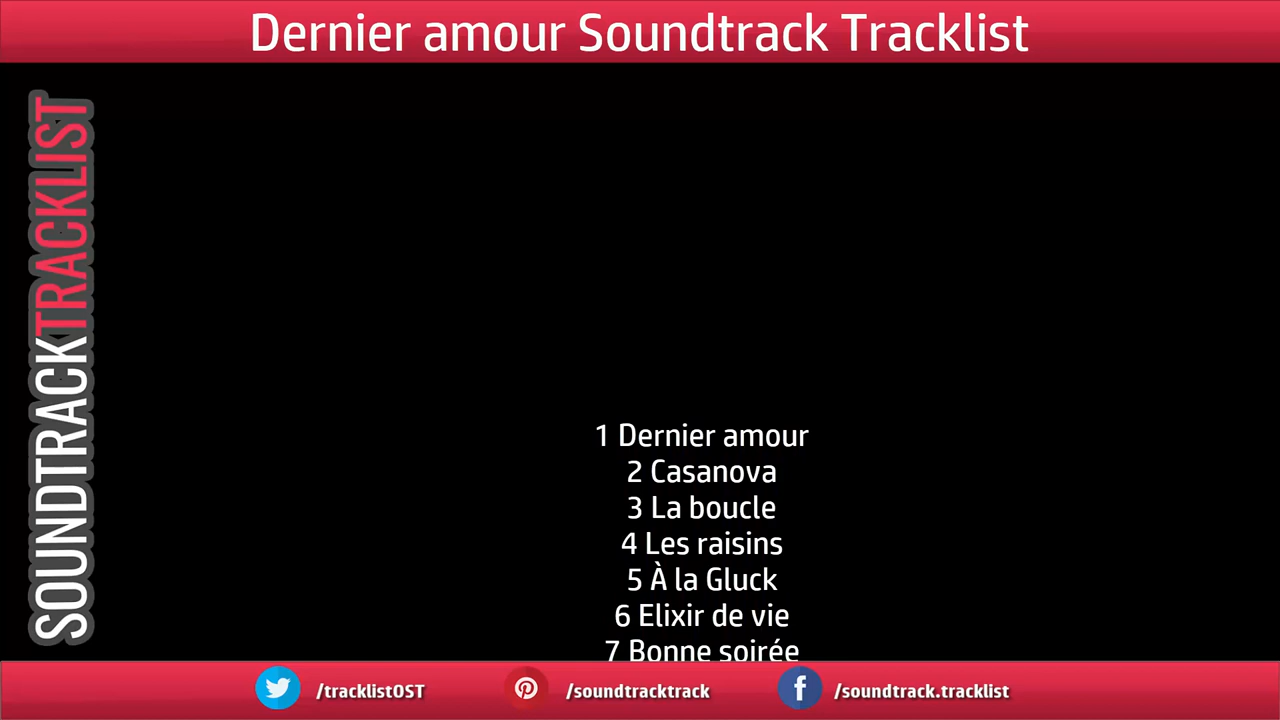 Dernier amour Soundtrack Tracklist
SOUNDTRACKTRACKLIST
1 Dernier amour
2 Casanova
3 La boucle
4 Les raisins
5 À la Gluck
6 Elixir de vie
7 Bonne soirée
/tracklistOST
/soundtracktrack
/soundtrack.tracklist